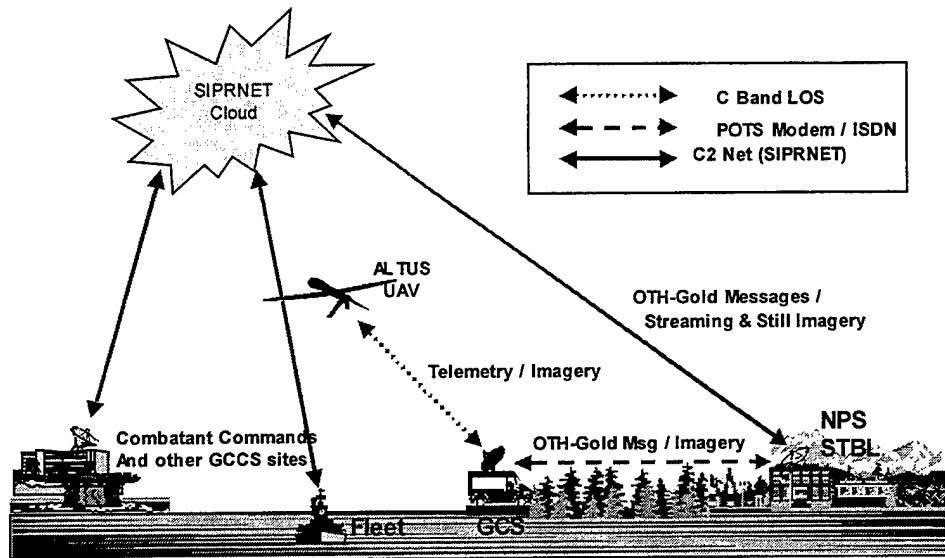 SIPRNET
Cloud
C Band LOS
POTS Modem / ISDN
C2 Net (SIPRNET)
ALTUS
UAV
OTH-Gold Messages /
Streaming & Still Imagery
Telemetry / Imagery
NPS
STBL
Combatant Commands
And other GCCS sites
OTH-Gold Msg / Imagery
Fleet
GCS